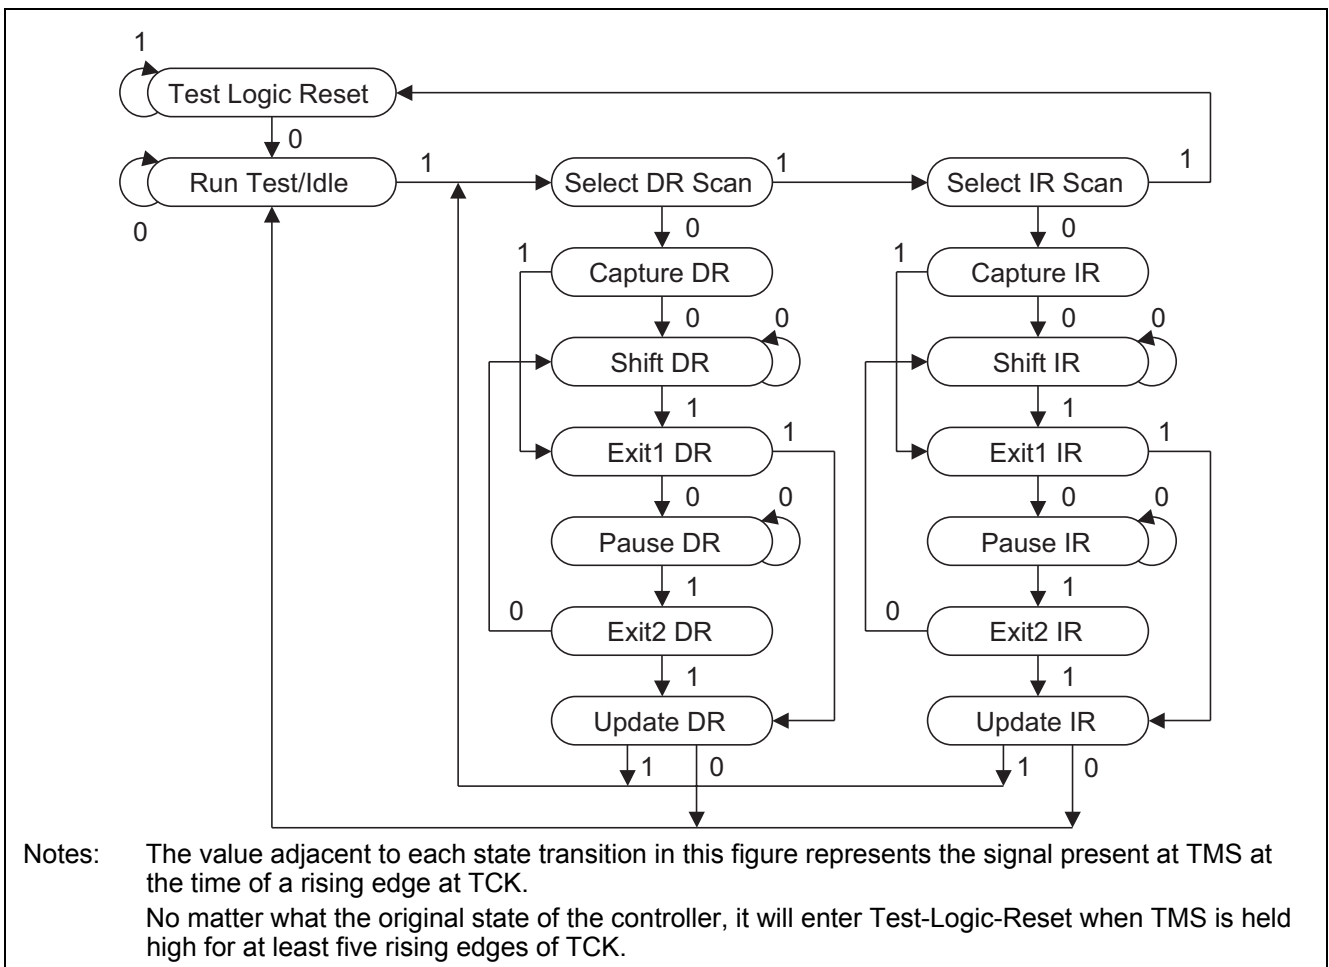 1
Test Logic Reset
0
Run Test/Idle
1
Select DR Scan
1
Select IR Scan
1
0
0
0
1
Capture DR
1
Capture IR
0
0
0
0
Shift DR
Shift IR
1
1
Exit1 DR
1
Exit1 IR
1
0
0
0
0
Pause DR
Pause IR
1
1
0
Exit2 DR
0
Exit2 IR
1
1
Update DR
Update IR
1
0
1
0
Notes: The value adjacent to each state transition in this figure represents the signal present at TMS at
the time of a rising edge at TCK.
No matter what the original state of the controller, it will enter Test-Logic-Reset when TMS is held
high for at least five rising edges of TCK.